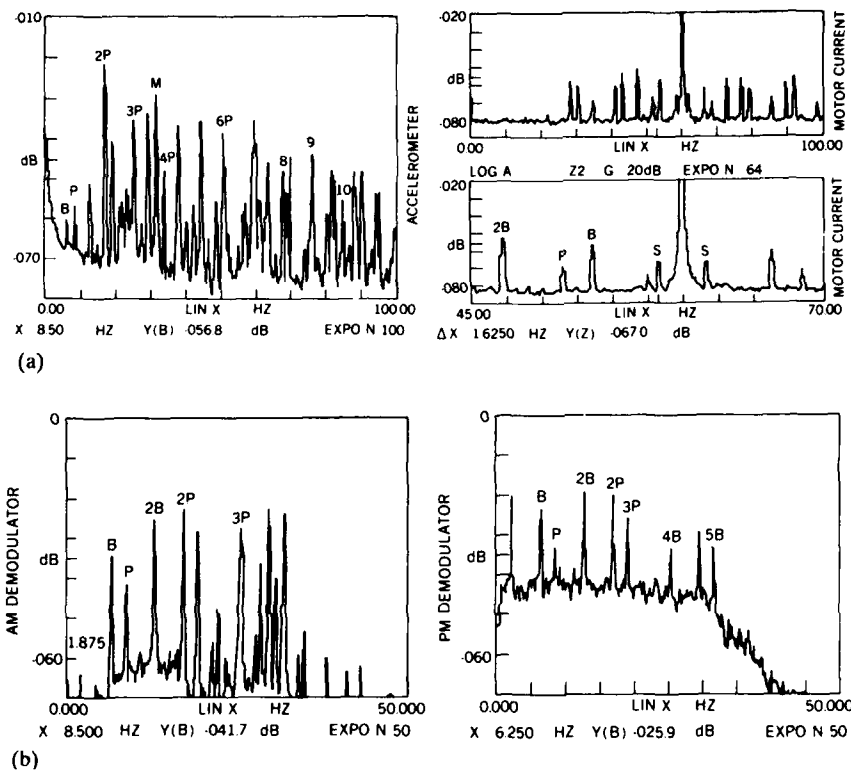 -010
2P
M
3P
6P
4P
8
9
10
dB
B
P
-070
0.00
LIN X HZ
100.00
X 8.50 HZ Y(B) -056.8 dB EXPO N 100
ACCELEROMETER
(a)
-020
dB
-080
0.00
LIN X HZ
100.00
MOTOR CURRENT
LOG A Z2 G 20dB EXPO N 64
-020
2B
B
P
S
S
dB
-080
45.00
LIN X HZ
70.00
MOTOR CURRENT
ΔX 1.6250 HZ Y(Z) -067.0 dB
0
AM DEMODULATOR
2B
2P
3P
B
P
dB
1.875
-060
0.000
LIN X HZ
50.000
X 8.500 HZ Y(B) -041.7 dB EXPO N 50
(b)
0
PM DEMODULATOR
2B
2P
B
3P
P
4B
5B
dB
-060
0.000
LIN X HZ
50.000
X 6.250 HZ Y(B) -025.9 dB EXPO N 50